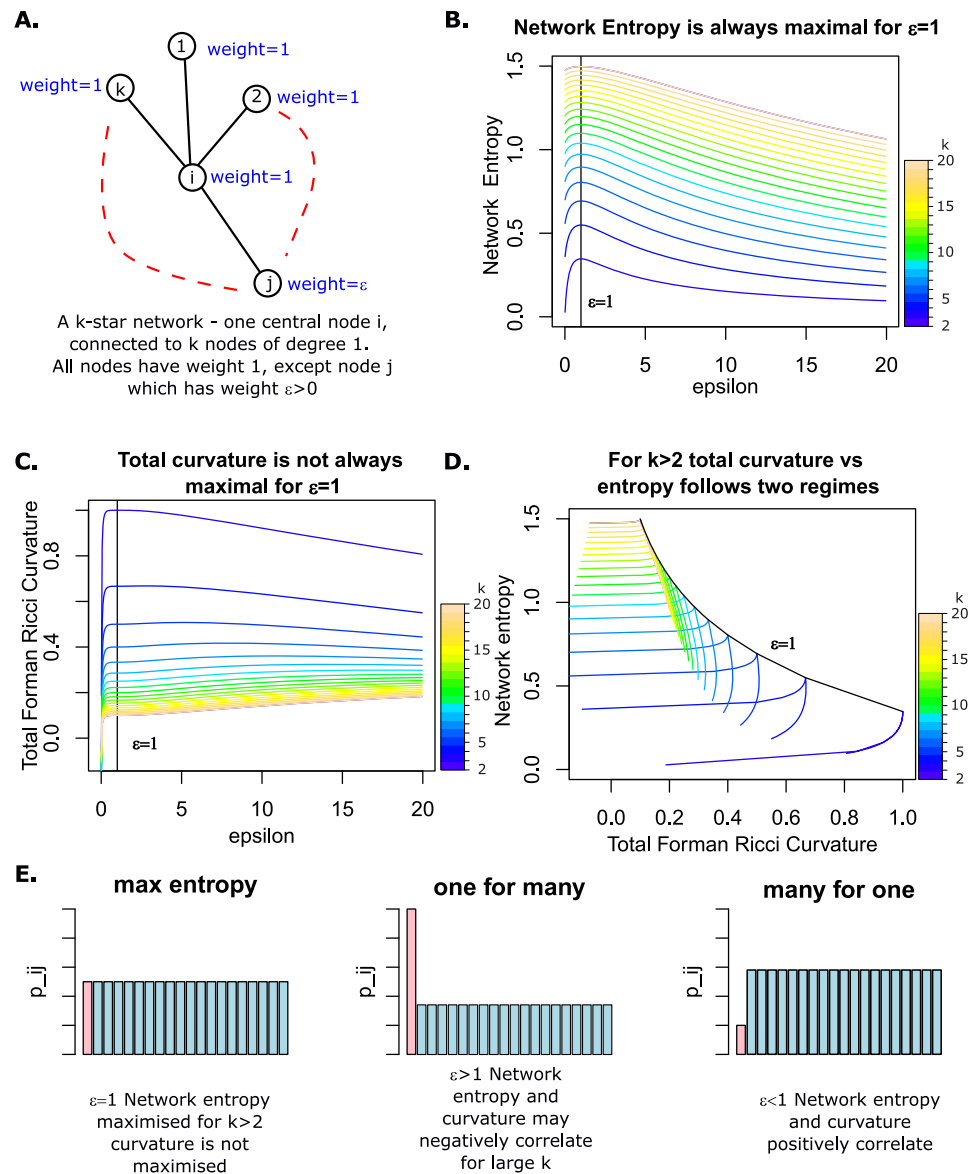 A.
1
weight=1
k
weight=1
2
weight=1
i
weight=1
j
weight=ε
A k-star network - one central node i,
connected to k nodes of degree 1.
All nodes have weight 1, except node j
which has weight ε>0
B.
Network Entropy is always maximal for ε=1
Network Entropy
0.0
0.5
1.0
1.5
ε=1
0
5
10
15
20
epsilon
k
20
15
10
5
2
C.
Total curvature is not always
maximal for ε=1
Total Forman Ricci Curvature
0.0
0.4
0.8
ε=1
0
5
10
15
20
epsilon
k
20
15
10
5
2
D.
For k>2 total curvature vs
entropy follows two regimes
Network entropy
0.0
0.5
1.0
1.5
ε=1
0.0
0.2
0.4
0.6
0.8
1.0
Total Forman Ricci Curvature
k
20
15
10
5
2
E.
max entropy
p_ij
ε=1 Network entropy
maximised for k>2
curvature is not
maximised
one for many
p_ij
ε>1 Network
entropy and
curvature may
negatively correlate
for large k
many for one
p_ij
ε<1 Network entropy
and curvature
positively correlate